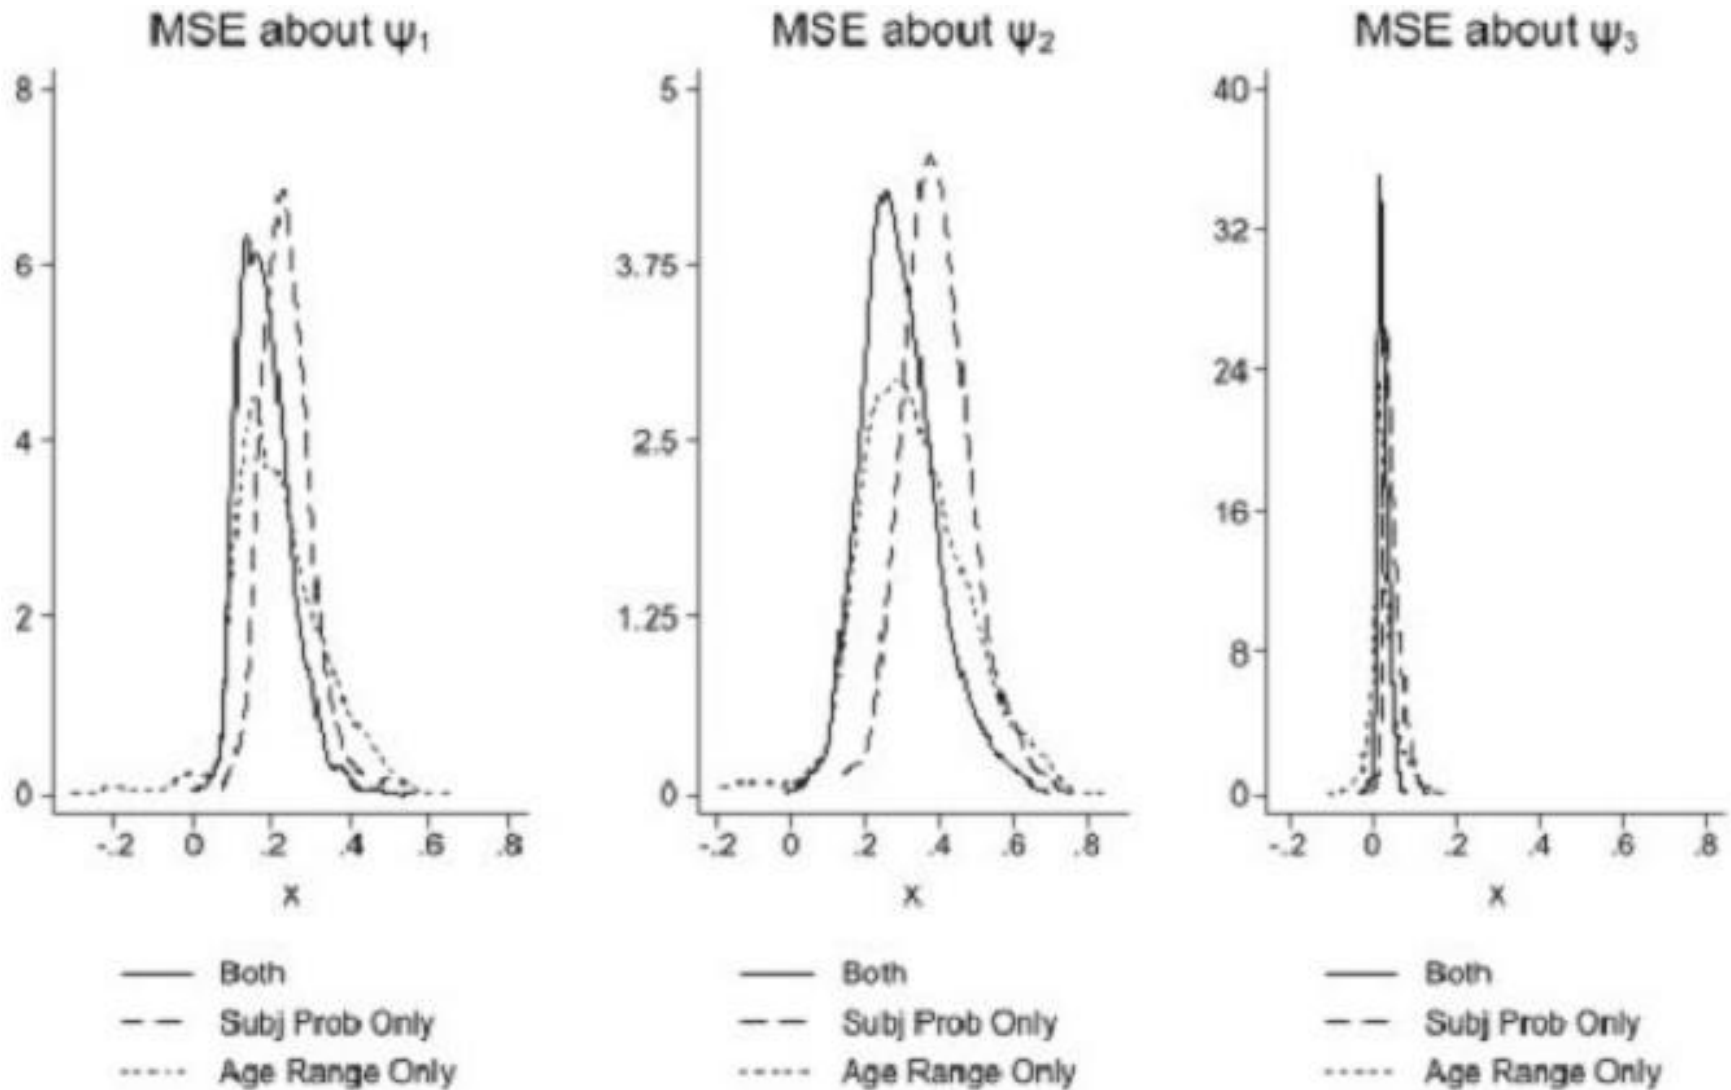 MSE about ψ₁
8
6
4
2
0
-.2 0 .2 .4 .6 .8
x
Both
Subj Prob Only
Age Range Only
MSE about ψ₂
5
3.75
2.5
1.25
0
-.2 0 .2 .4 .6 .8
x
Both
Subj Prob Only
Age Range Only
MSE about ψ₃
40
32
24
16
8
0
-.2 0 .2 .4 .6 .8
x
Both
Subj Prob Only
Age Range Only